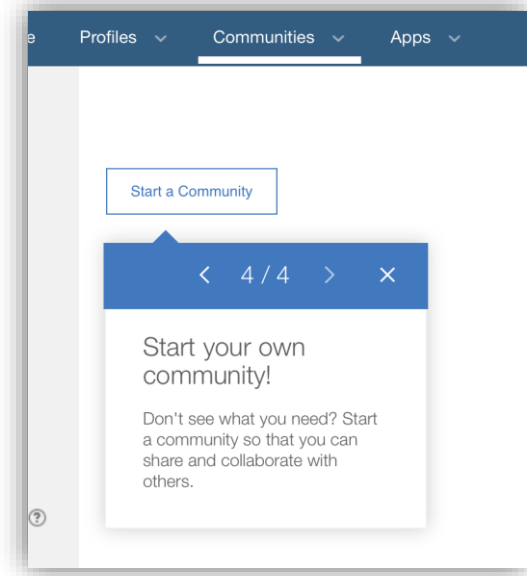 e Profiles Communities Apps
Start a Community
4 / 4
Start your own
community!
Don't see what you need? Start
a community so that you can
share and collaborate with
others.
?